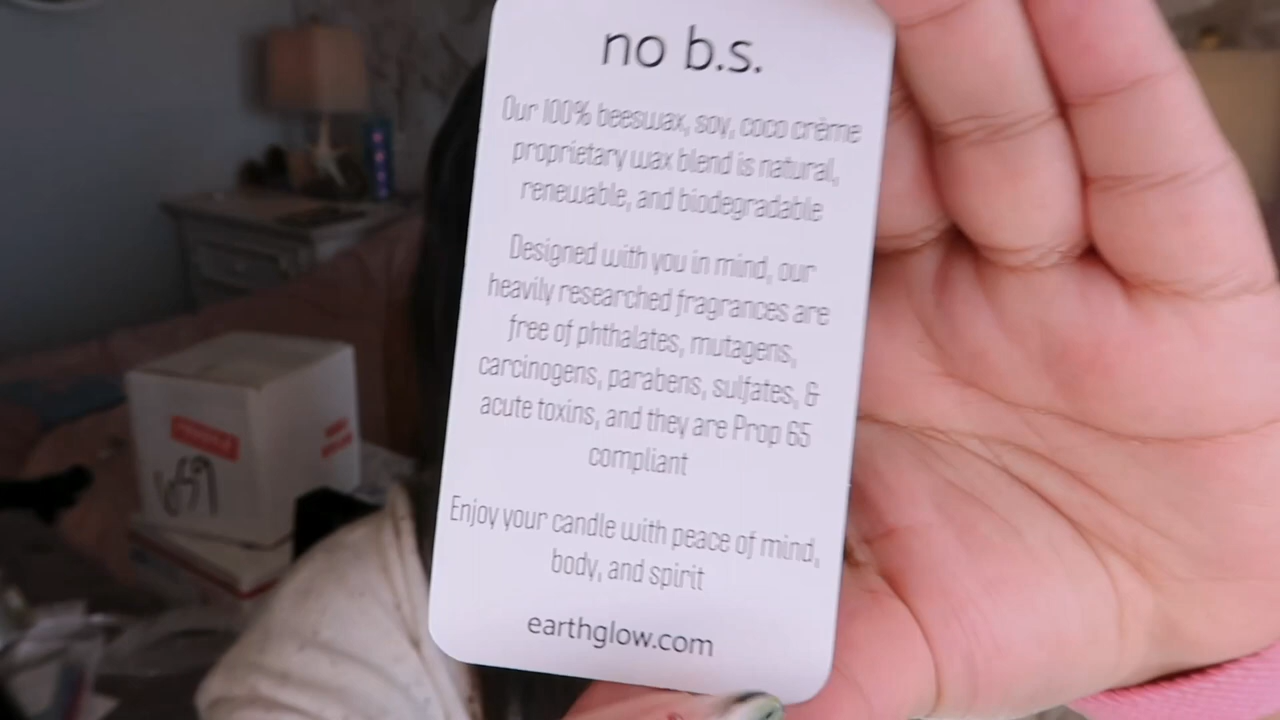 no b.s.
Our 100% beeswax, soy, coco crème
proprietary wax blend is natural,
renewable, and biodegradable
Designed with you in mind, our
heavily researched fragrances are
free of phthalates, mutagens,
carcinogens, parabens, sulfates, &
acute toxins, and they are Prop 65
compliant
Enjoy your candle with peace of mind,
body, and spirit
earthglow.com